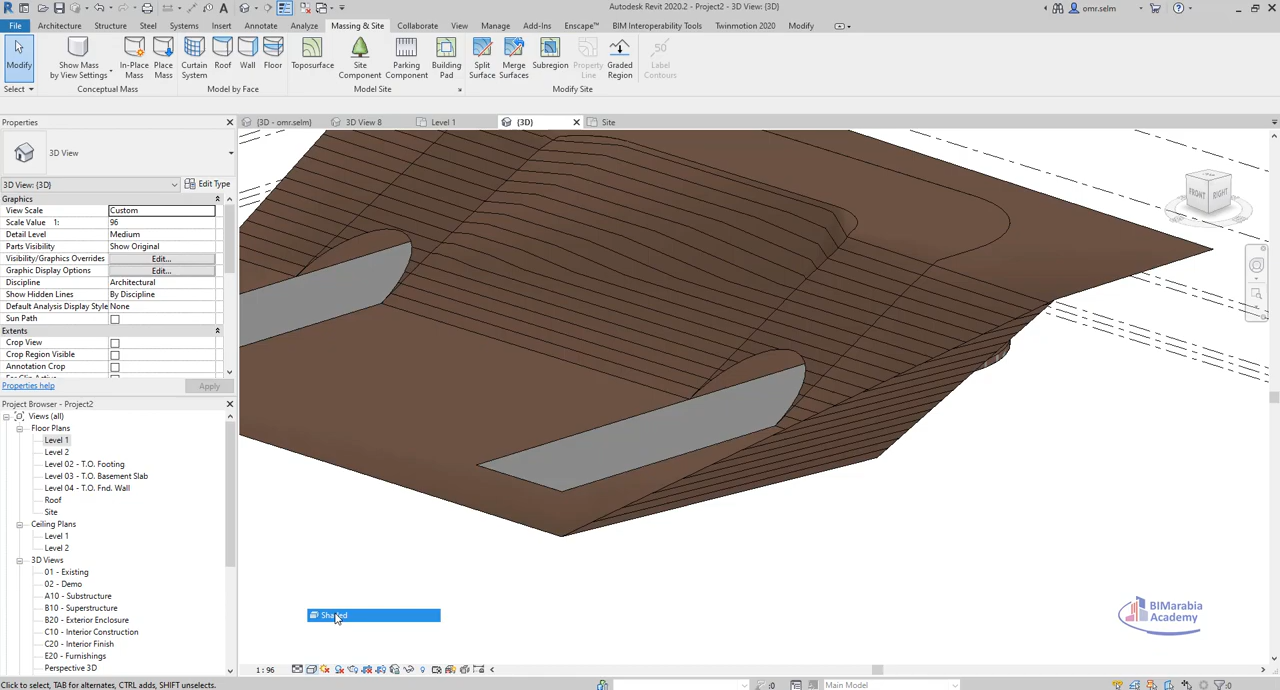 Autodesk Revit 2020.2 - Project2 - 3D View: {3D}
omr.selm
File Architecture Structure Steel Systems Insert Annotate Analyze Massing & Site Collaborate View Manage Add-Ins Enscape™ BIM Interoperability Tools Twinmotion 2020 Modify
Modify
Show Mass by View Settings
In-Place Mass
Place Mass
Curtain System
Roof
Wall
Floor
Toposurface
Site Component
Parking Component
Building Pad
Split Surface
Merge Surfaces
Subregion
Property Line
Graded Region
50
Label Contours
Select
Conceptual Mass
Model by Face
Model Site
Modify Site
Properties
{3D - omr.selm}
3D View 8
Level 1
{3D}
Site
3D View
3D View: {3D}
Edit Type
Graphics
View Scale Custom
Scale Value 1: 96
Detail Level Medium
Parts Visibility Show Original
Visibility/Graphics Overrides Edit...
Graphic Display Options Edit...
Discipline Architectural
Show Hidden Lines By Discipline
Default Analysis Display Style None
Sun Path
Extents
Crop View
Crop Region Visible
Annotation Crop
Properties help
Apply
TOP
FRONT
RIGHT
Project Browser - Project2
Views (all)
Floor Plans
Level 1
Level 2
Level 02 - T.O. Footing
Level 03 - T.O. Basement Slab
Level 04 - T.O. Fnd. Wall
Roof
Site
Ceiling Plans
Level 1
Level 2
3D Views
01 - Existing
02 - Demo
A10 - Substructure
B10 - Superstructure
B20 - Exterior Enclosure
C10 - Interior Construction
C20 - Interior Finish
E20 - Furnishings
Perspective 3D
Shaded
BIMarabia
Academy
1 : 96
Click to select, TAB for alternates, CTRL adds, SHIFT unselects.
:0
Main Model
:0